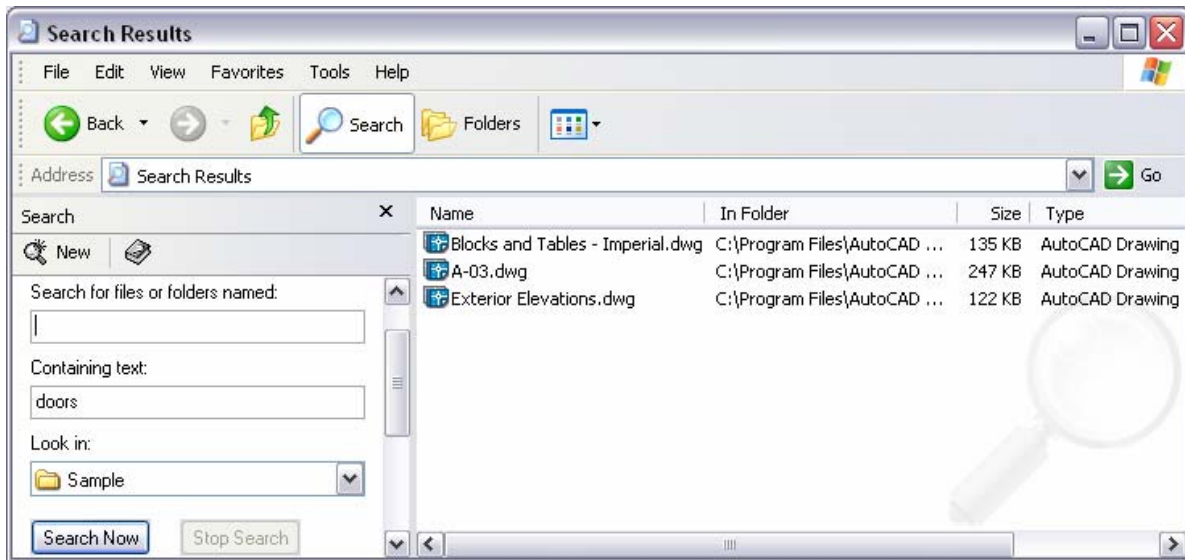 Search Results
File Edit View Favorites Tools Help
Back Search Folders
Address Search Results Go
Search
New
Search for files or folders named:
Containing text:
doors
Look in:
Sample
Search Now Stop Search
Name In Folder Size Type
Blocks and Tables - Imperial.dwg C:\Program Files\AutoCAD ... 135 KB AutoCAD Drawing
A-03.dwg C:\Program Files\AutoCAD ... 247 KB AutoCAD Drawing
Exterior Elevations.dwg C:\Program Files\AutoCAD ... 122 KB AutoCAD Drawing